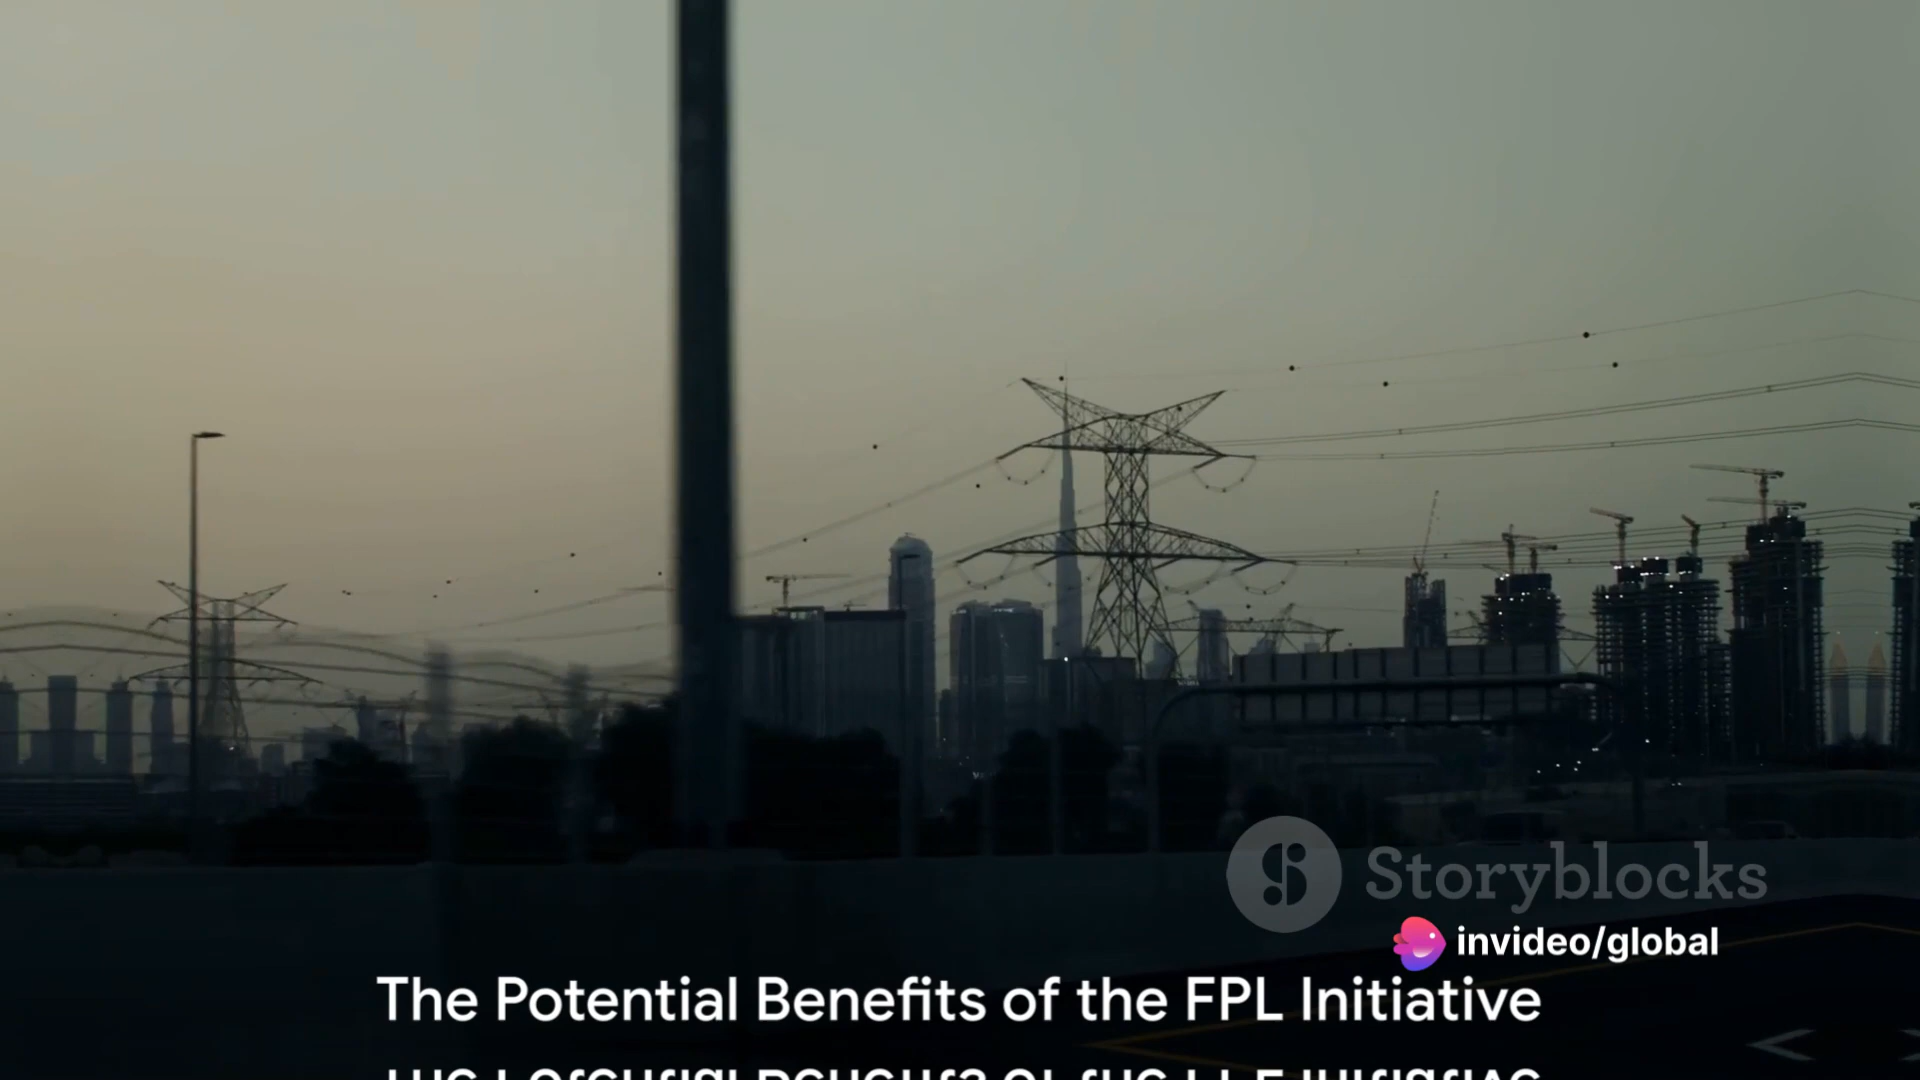 Storyblocks
invideo/global
The Potential Benefits of the FPL Initiative